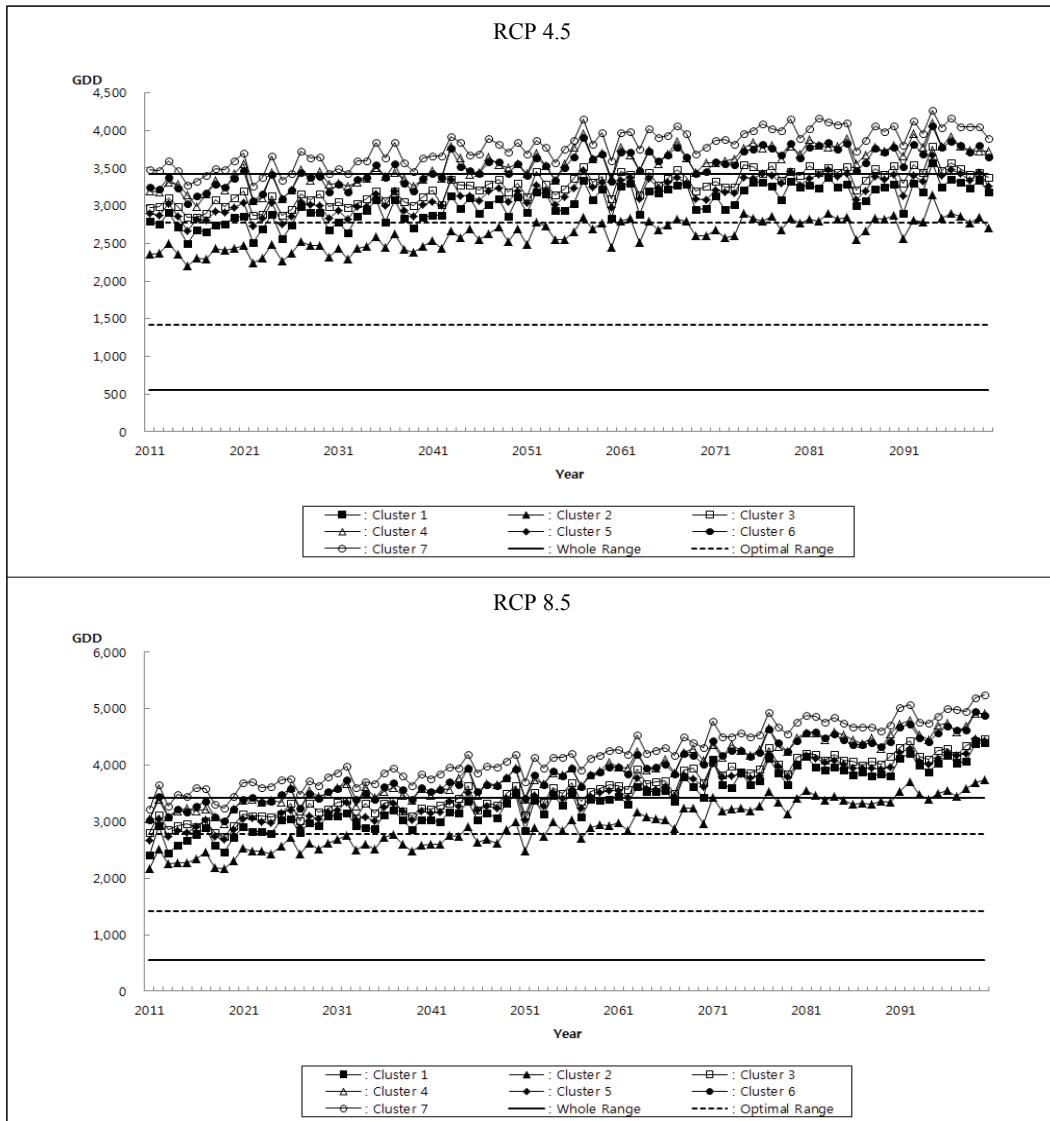 RCP 4.5
GDD
4,500
4,000
3,500
3,000
2,500
2,000
1,500
1,000
500
0
2011 2021 2031 2041 2051 2061 2071 2081 2091
Year
: Cluster 1 : Cluster 2 : Cluster 3
: Cluster 4 : Cluster 5 : Cluster 6
: Cluster 7 : Whole Range : Optimal Range
RCP 8.5
GDD
6,000
5,000
4,000
3,000
2,000
1,000
0
2011 2021 2031 2041 2051 2061 2071 2081 2091
Year
: Cluster 1 : Cluster 2 : Cluster 3
: Cluster 4 : Cluster 5 : Cluster 6
: Cluster 7 : Whole Range : Optimal Range